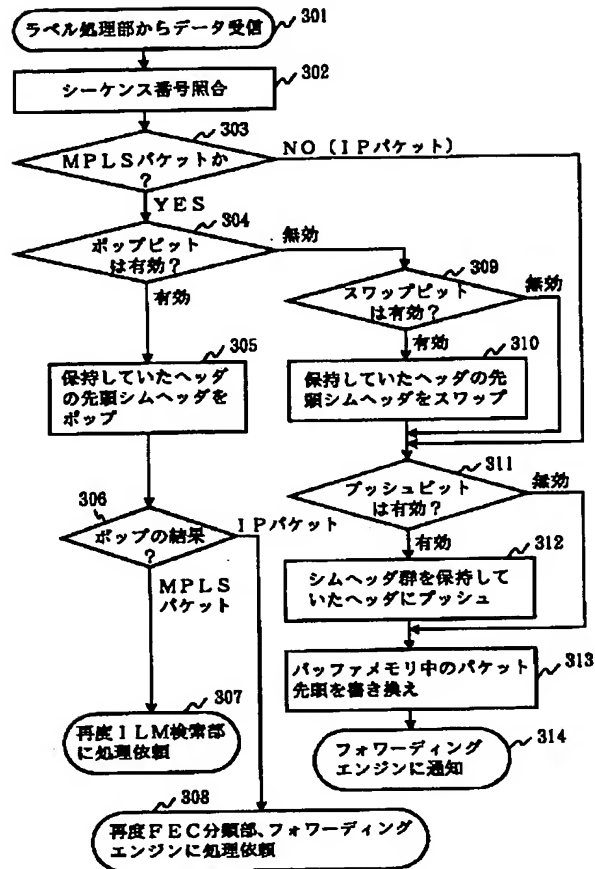 ラベル処理部からデータ受信
301
302
シーケンス番号照合
303
MPLSパケットか
?
NO(IPパケット)
YES
304
ポップビット
は有効?
無効
有効
309
スワップビット
は有効?
無効
有効
305
保持していたヘッダ
の先頭シムヘッダを
ポップ
310
保持していたヘッダの先
頭シムヘッダをスワップ
311
プッシュビット
は有効?
無効
有効
306
ポップの結果
?
IPパケット
MPLS
パケット
312
シムヘッダ群を保持して
いたヘッダにプッシュ
バッファメモリ中のパケット
先頭を書き換え
313
307
再度ILM検索部
に処理依頼
フォワーディング
エンジンに通知
314
308
再度FEC分類部、フォワーディング
エンジンに処理依頼